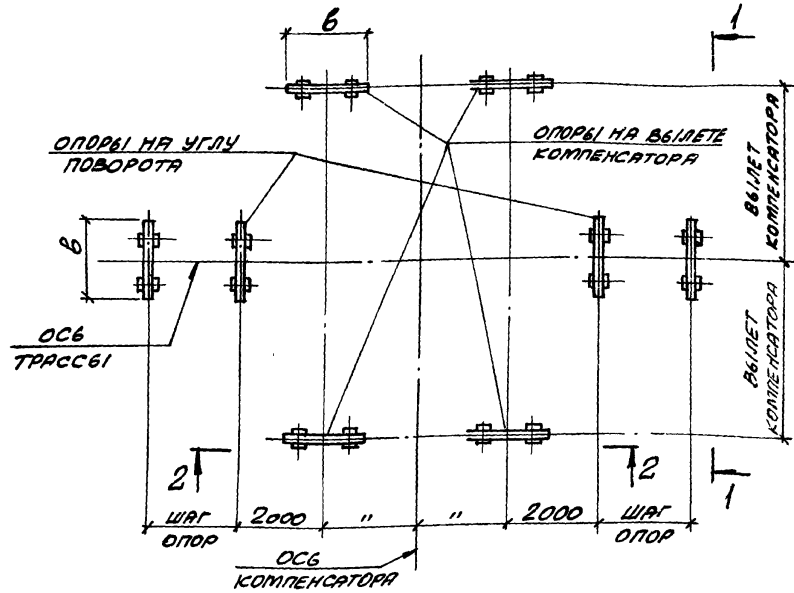 в
1
ОПОРЫ НА УГЛУ
ПОВОРОТА
ОПОРЫ НА ВЫЛЕТЕ
КОМПЕНСАТОРА
ВЫЛЕТ
КОМПЕНСАТОРА
в
ОСЬ
ТРАССЫ
ВЫЛЕТ
КОМПЕНСАТОРА
2
2
1
ШАГ
ОПОР
2000
"
"
2000
ШАГ
ОПОР
ОСЬ
КОМПЕНСАТОРА